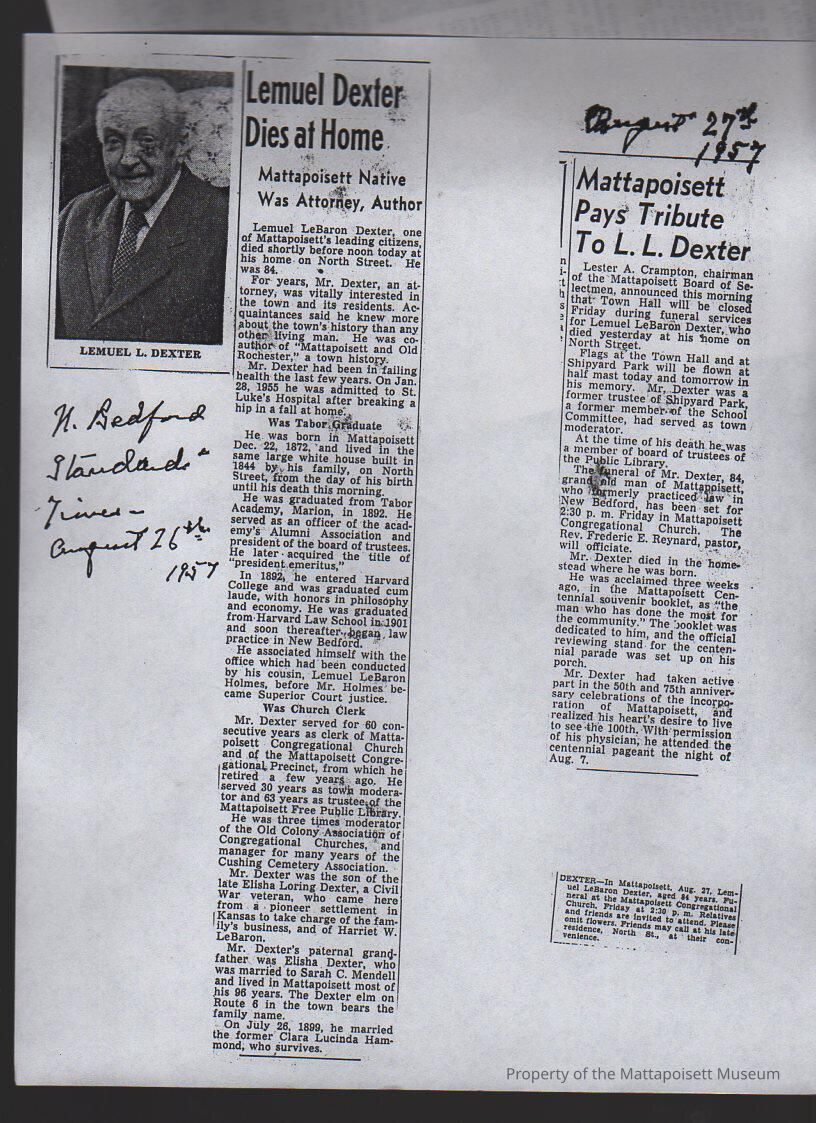 Lemuel Dexter
Dies at Home
Mattapoisett Native
Was Attorney, Author
Lemuel LeBaron Dexter, one
of Mattapoisett's leading citizens,
died shortly before noon today at
his home on North Street. He
was 84.
For years, Mr. Dexter, an at-
torney, was vitally interested in
the town and its residents. Ac-
quaintances said he knew more
about the town's history than any
other living man. He was co-
author of "Mattapoisett and Old
Rochester," a town history.
Mr. Dexter had been in failing
health the last few years. On Jan.
28, 1955 he was admitted to St.
Luke's Hospital after breaking a
hip in a fall at home.
Was Tabor Graduate
He was born in Mattapoisett
Dec. 22, 1872, and lived in the
same large white house built in
1844 by his family, on North
Street, from the day of his birth
until his death this morning.
He was graduated from Tabor
Academy, Marion, in 1892. He
served as an officer of the acad-
emy's Alumni Association and
president of the board of trustees.
He later acquired the title of
"president emeritus,"
In 1892, he entered Harvard
College and was graduated cum
laude, with honors in philosophy
and economy. He was graduated
from Harvard Law School in 1901
and soon thereafter began law
practice in New Bedford.
He associated himself with the
office which had been conducted
by his cousin, Lemuel LeBaron
Holmes, before Mr. Holmes be-
came Superior Court justice.
Was Church Clerk
Mr. Dexter served for 60 con-
secutive years as clerk of Matta-
poisett Congregational Church
and of the Mattapoisett Congre-
gational Precinct, from which he
retired a few years ago. He
served 30 years as town modera-
tor and 63 years as trustee of the
Mattapoisett Free Public Library.
He was three times moderator
of the Old Colony Association of
Congregational Churches, and
manager for many years of the
Cushing Cemetery Association.
Mr. Dexter was the son of the
late Elisha Loring Dexter, a Civil
War veteran, who came here
from a pioneer settlement in
Kansas to take charge of the fam-
ily's business, and of Harriet W.
LeBaron.
Mr. Dexter's paternal grand-
father was Elisha Dexter, who
was married to Sarah C. Mendell
and lived in Mattapoisett most of
his 96 years. The Dexter elm on
Route 6 in the town bears the
family name.
On July 26, 1899, he married
the former Clara Lucinda Ham-
mond, who survives.
LEMUEL L. DEXTER
N. Bedford
Standard
Times-
August 26th
1957
August 27th
1957
Mattapoisett
Pays Tribute
To L. L. Dexter
Lester A. Crampton, chairman
of the Mattapoisett Board of Se-
lectmen, announced this morning
that Town Hall will be closed
Friday during funeral services
for Lemuel LeBaron Dexter, who
died yesterday at his home on
North Street.
Flags at the Town Hall and at
Shipyard Park will be flown at
half mast today and tomorrow in
his memory. Mr. Dexter was a
former trustee of Shipyard Park,
a former member of the School
Committee, had served as town
moderator.
At the time of his death he was
a member of board of trustees of
the Public Library.
The funeral of Mr. Dexter, 84,
grand old man of Mattapoisett,
who formerly practiced law in
New Bedford, has been set for
2:30 p. m. Friday in Mattapoisett
Congregational Church. The
Rev. Frederic E. Reynard, pastor,
will officiate.
Mr. Dexter died in the home-
stead where he was born.
He was acclaimed three weeks
ago, in the Mattapoisett Cen-
tennial souvenir booklet, as "the
man who has done the most for
the community." The booklet was
dedicated to him, and the official
reviewing stand for the centen-
nial parade was set up on his
porch.
Mr. Dexter had taken active
part in the 50th and 75th anniver-
sary celebrations of the incorpo-
ration of Mattapoisett, and
realized his heart's desire to live
to see the 100th. With permission
of his physician, he attended the
centennial pageant the night of
Aug. 7.
DEXTER—In Mattapoisett, Aug. 27, Lem-
uel LeBaron Dexter, aged 84 years. Fu-
neral at the Mattapoisett Congregational
Church, Friday at 2:30 p. m. Relatives
and friends are invited to attend. Please
omit flowers. Friends may call at his late
residence, North St., at their con-
venience.
Property of the Mattapoisett Museum